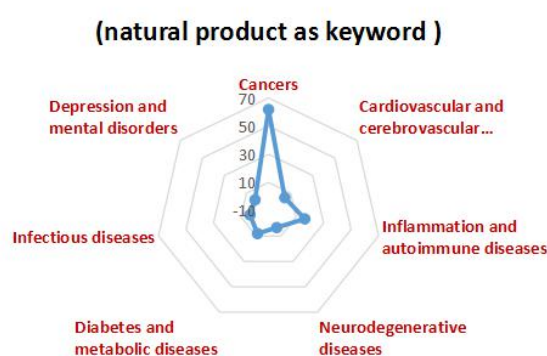 (natural product as keyword )
Cancers
70
50
30
10
-10
Cardiovascular and
cerebrovascular...
Inflammation and
autoimmune diseases
Neurodegenerative
diseases
Diabetes and
metabolic diseases
Infectious diseases
Depression and
mental disorders